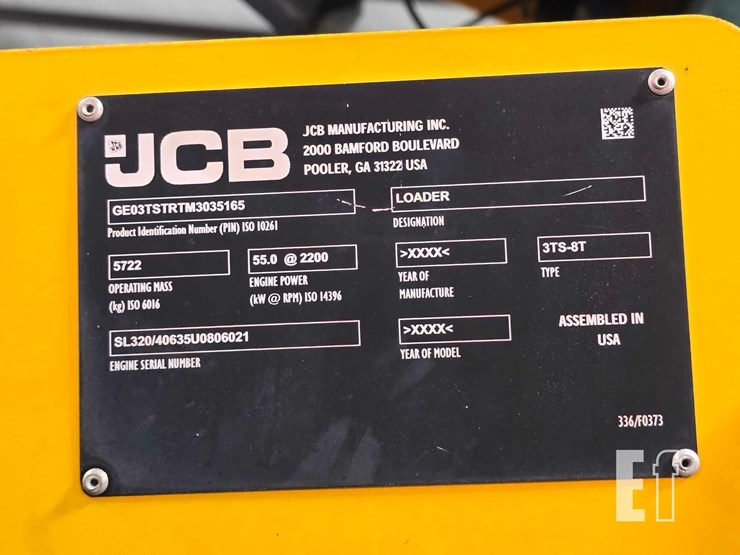 JCB
JCB MANUFACTURING INC.
2000 BAMFORD BOULEVARD
POOLER, GA 31322 USA
GE03TSTRTM3035165
Product Identification Number (PIN) ISO 10261
LOADER
DESIGNATION
5722
OPERATING MASS
(kg) ISO 6016
55.0 @ 2200
ENGINE POWER
(kW @ RPM) ISO 14396
>XXXX<
YEAR OF
MANUFACTURE
3TS-8T
TYPE
SL320/40635U0806021
ENGINE SERIAL NUMBER
>XXXX<
YEAR OF MODEL
ASSEMBLED IN
USA
336/F0373
Ef